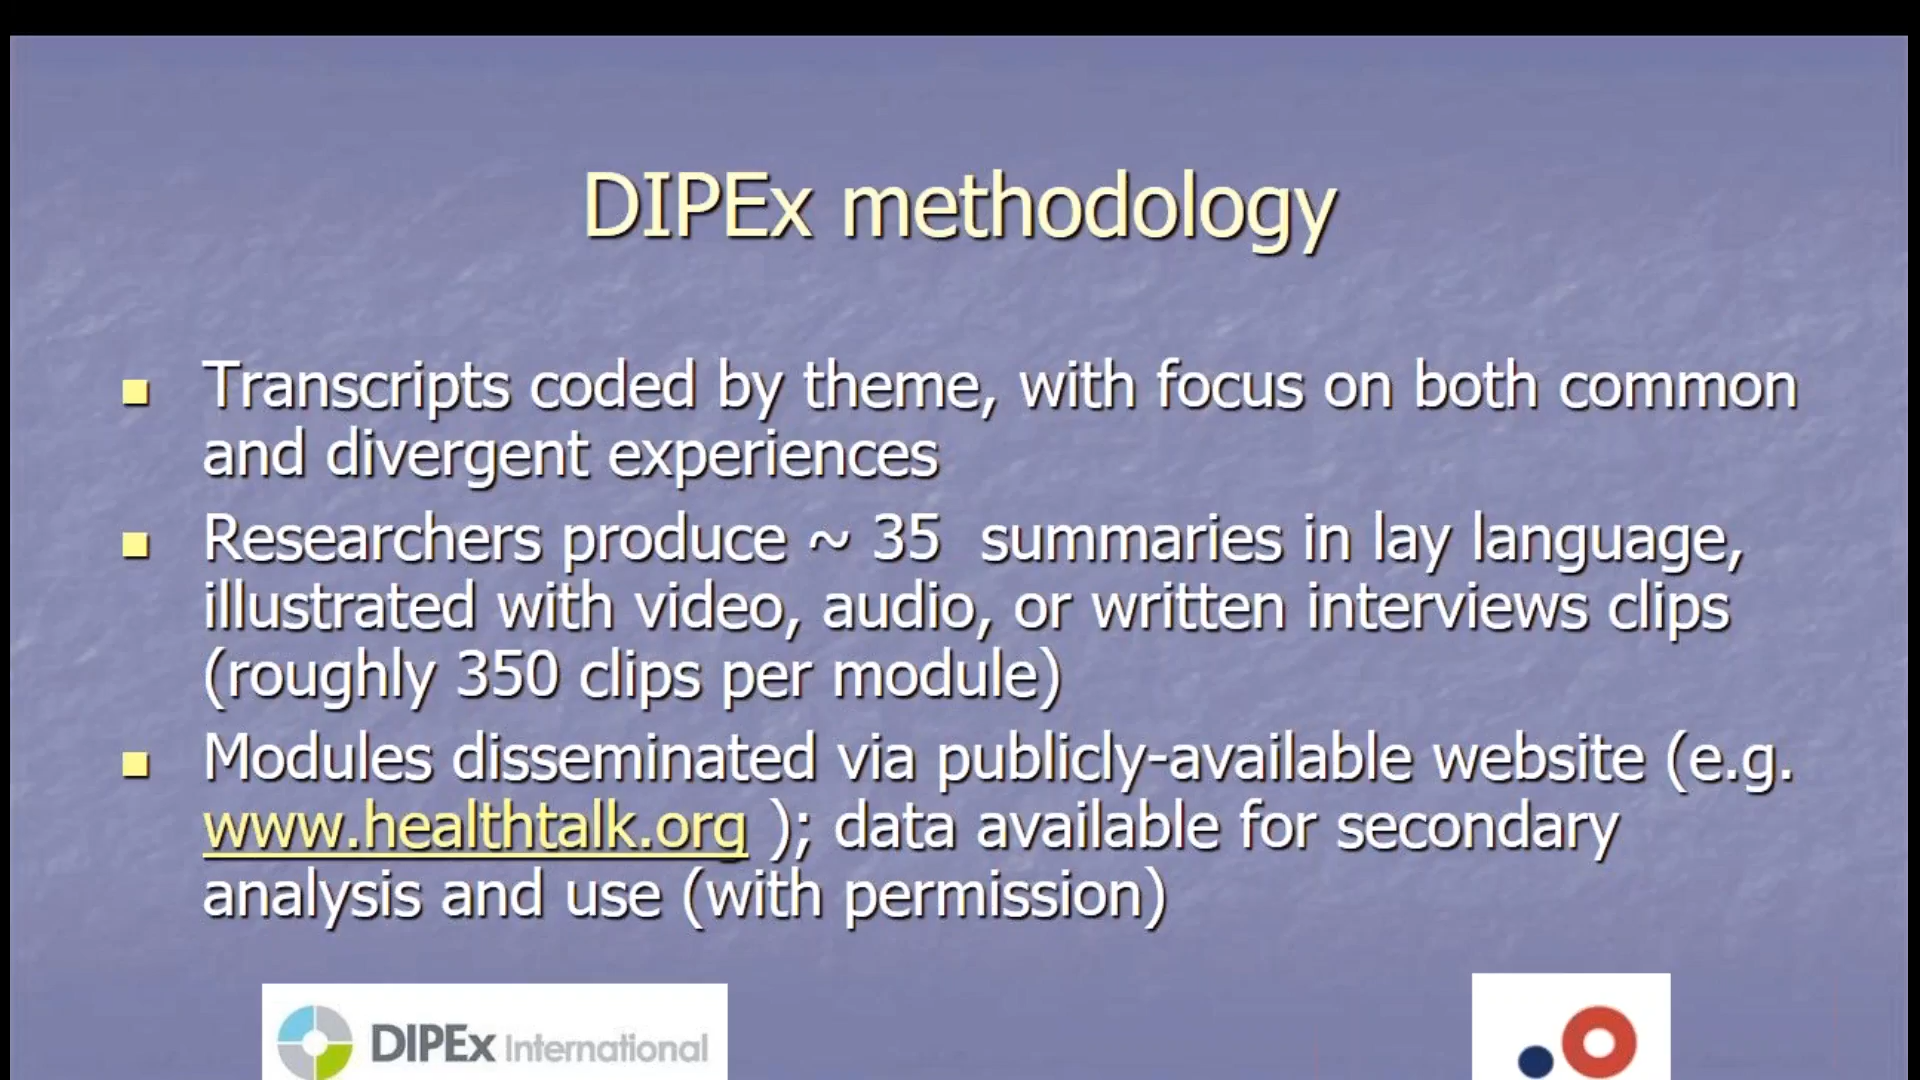 DIPEx methodology
Transcripts coded by theme, with focus on both common
and divergent experiences
Researchers produce ~ 35  summaries in lay language,
illustrated with video, audio, or written interviews clips
(roughly 350 clips per module)
Modules disseminated via publicly-available website (e.g.
www.healthtalk.org ); data available for secondary
analysis and use (with permission)
DIPEx International